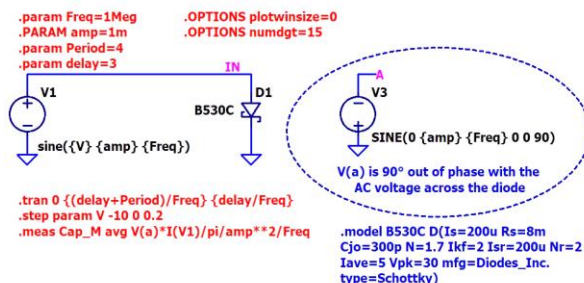 .param Freq=1Meg
.PARAM amp=1m
.param Period=4
.param delay=3
.OPTIONS plotwinsize=0
.OPTIONS numdgt=15
IN
A
V1
D1
B530C
V3
sine({V} {amp} {Freq})
SINE(0 {amp} {Freq} 0 0 90)
V(a) is 90° out of phase with the
AC voltage across the diode
.tran 0 {(delay+Period)/Freq} {delay/Freq}
.step param V -10 0 0.2
.meas Cap_M avg V(a)*I(V1)/pi/amp**2/Freq
.model B530C D(Is=200u Rs=8m
Cjo=300p N=1.7 Ikf=2 Isr=200u Nr=2
Iave=5 Vpk=30 mfg=Diodes_Inc.
type=Schottky)